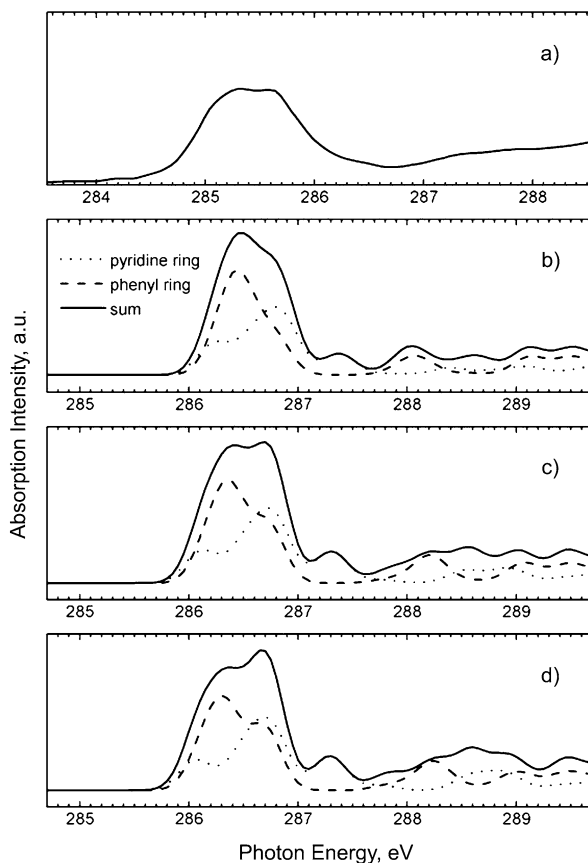 a)
284 285 286 287 288
b)
pyridine ring
phenyl ring
sum
285 286 287 288 289
c)
285 286 287 288 289
d)
285 286 287 288 289
Absorption Intensity, a.u.
Photon Energy, eV